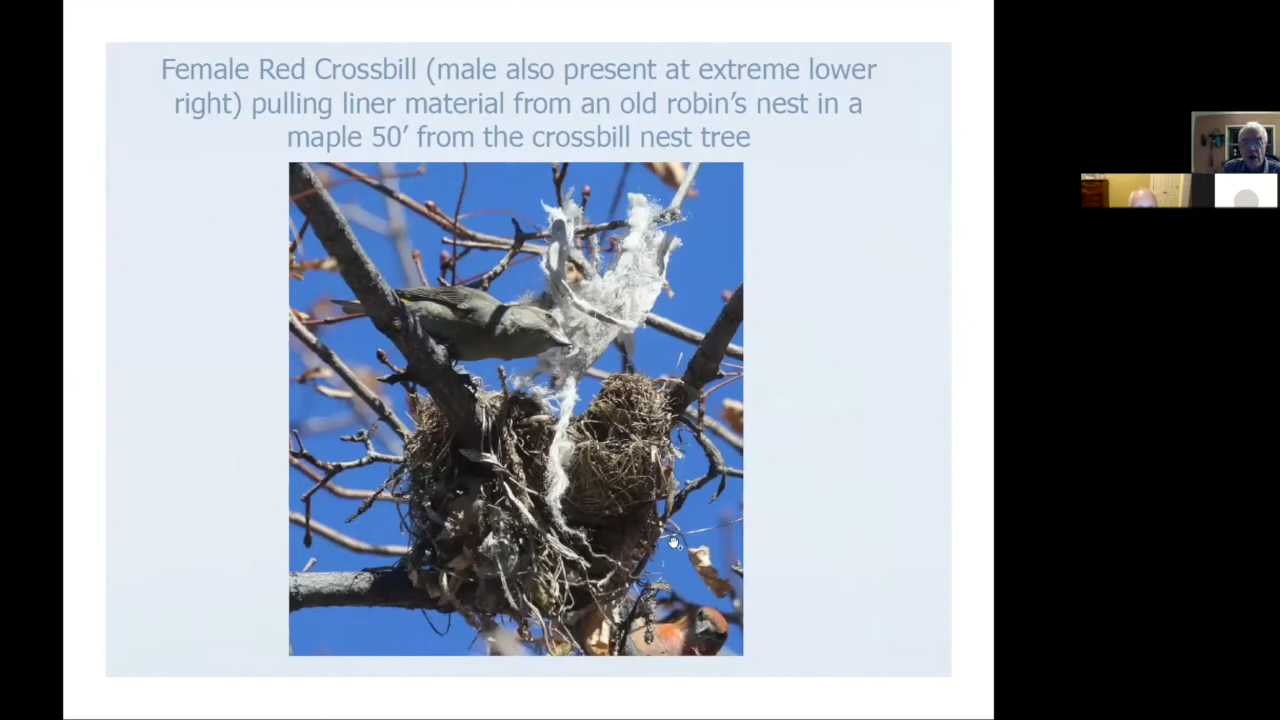 Female Red Crossbill (male also present at extreme lower
right) pulling liner material from an old robin’s nest in a
maple 50’ from the crossbill nest tree